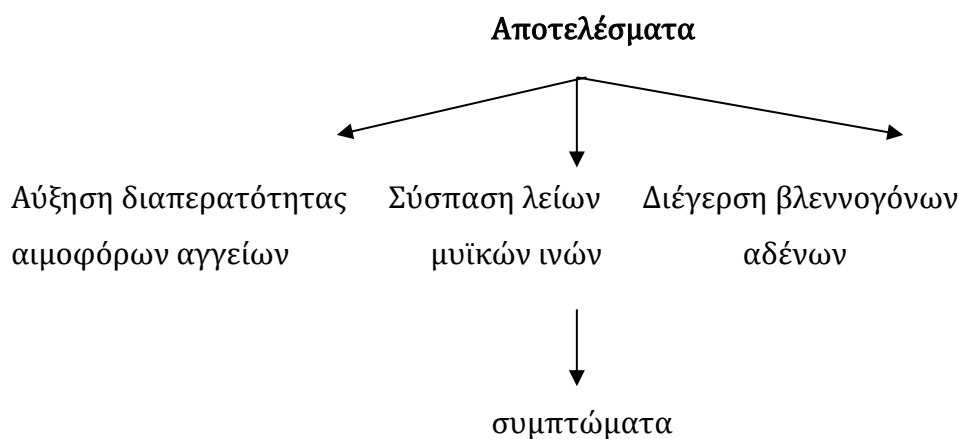 Αποτελέσματα
Αύξηση διαπερατότητας
αιμοφόρων αγγείων
Σύσπαση λείων
μυϊκών ινών
Διέγερση βλεννογόνων
αδένων
συμπτώματα